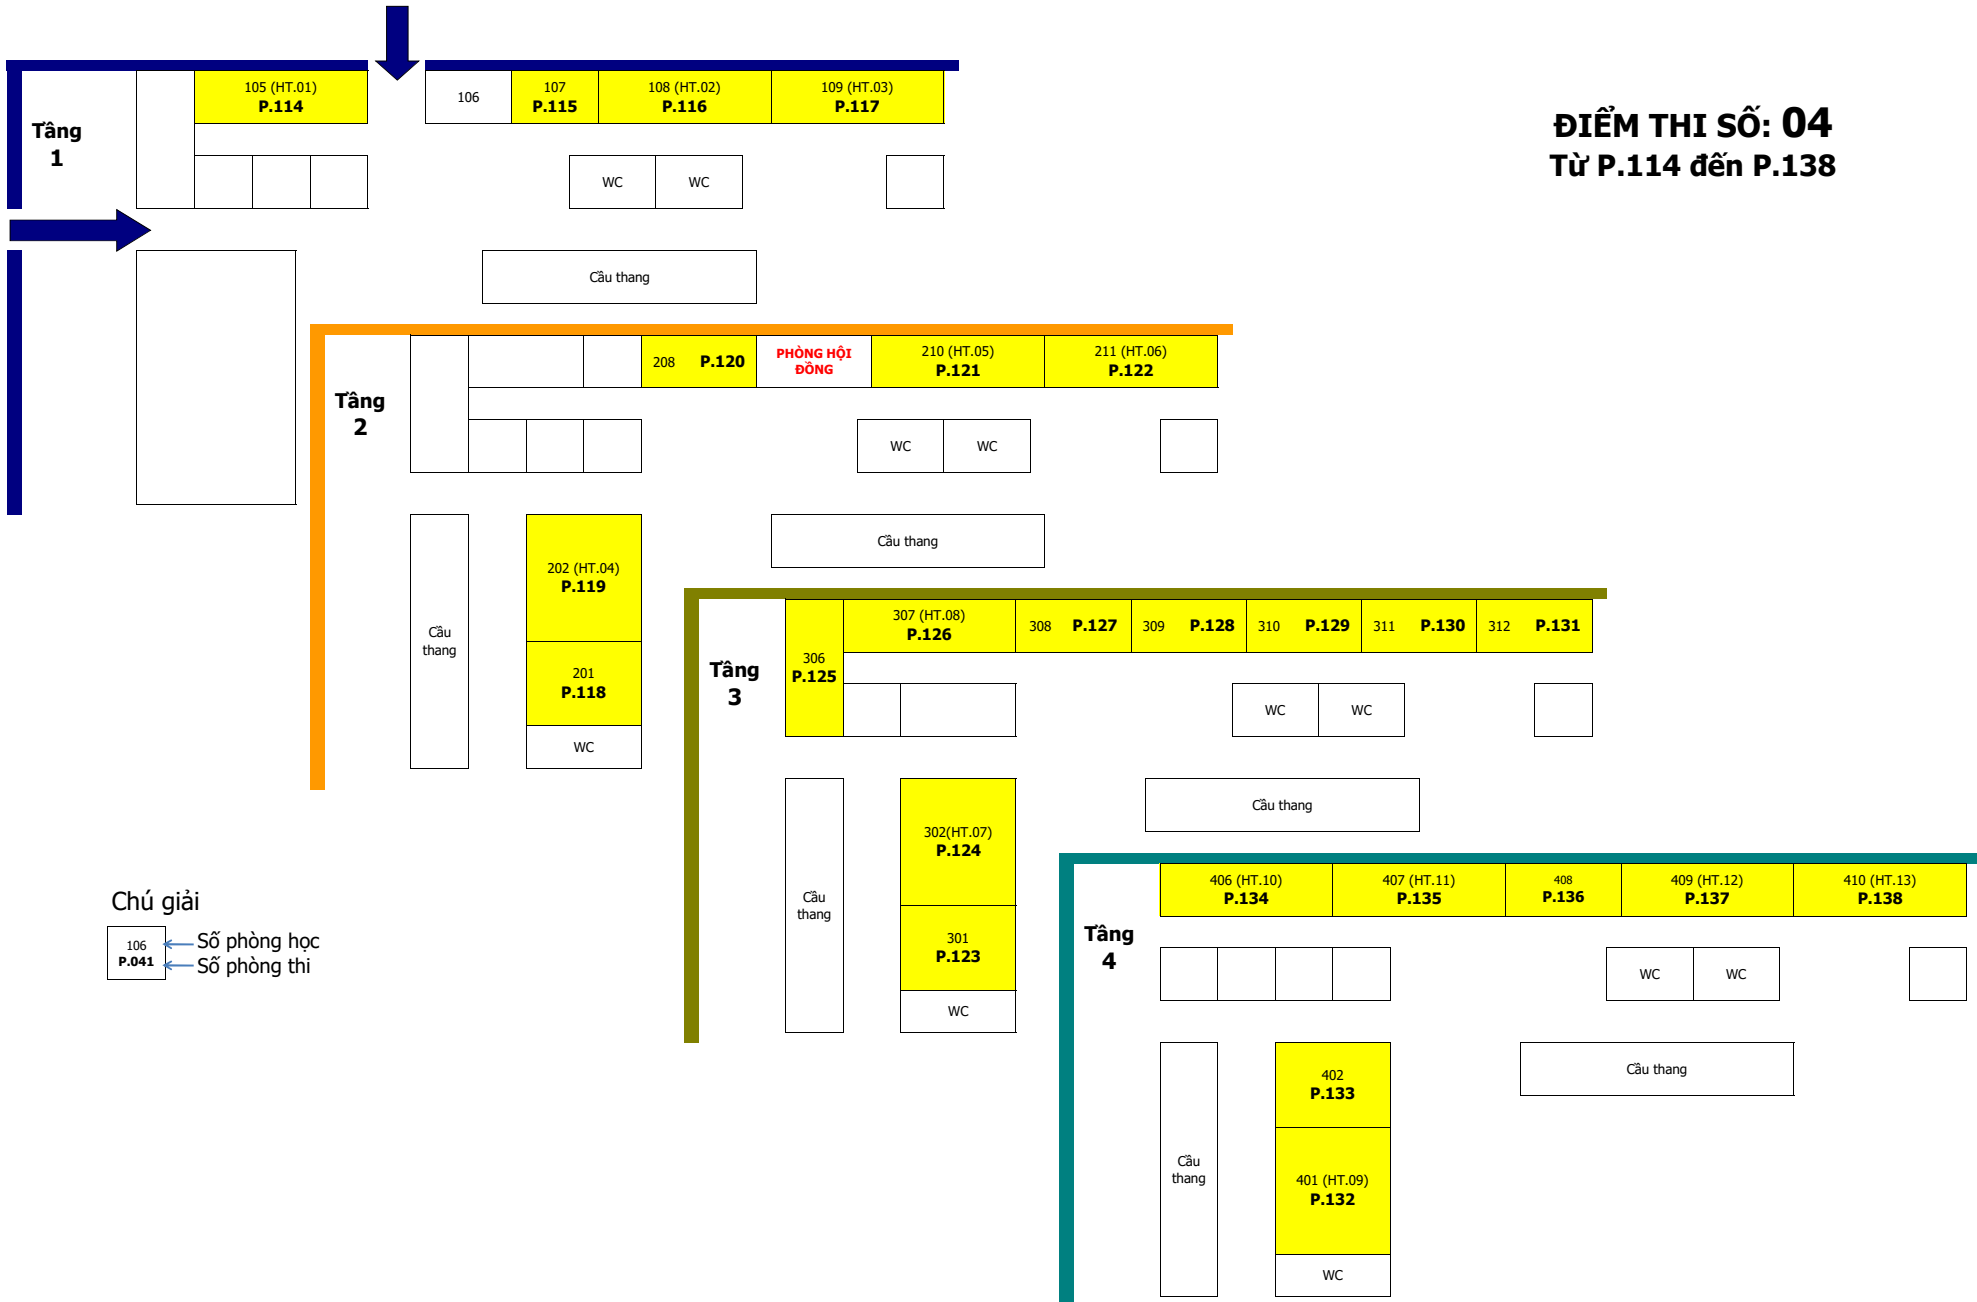 ĐIỂM THI SỐ: 04
Từ P.114 đến P.138
Tầng
1
105 (HT.01)
P.114
106
107
P.115
108 (HT.02)
P.116
109 (HT.03)
P.117
WC
WC
Cầu thang
Tầng
2
208 P.120
PHÒNG HỘI
ĐỒNG
210 (HT.05)
P.121
211 (HT.06)
P.122
WC
WC
Cầu thang
Cầu
thang
202 (HT.04)
P.119
201
P.118
WC
Tầng
3
306
P.125
307 (HT.08)
P.126
308 P.127
309 P.128
310 P.129
311 P.130
312 P.131
WC
WC
Cầu thang
Cầu
thang
302(HT.07)
P.124
301
P.123
WC
Tầng
4
406 (HT.10)
P.134
407 (HT.11)
P.135
408
P.136
409 (HT.12)
P.137
410 (HT.13)
P.138
WC
WC
Cầu thang
Cầu
thang
402
P.133
401 (HT.09)
P.132
WC
Chú giải
106
P.041
Số phòng học
Số phòng thi